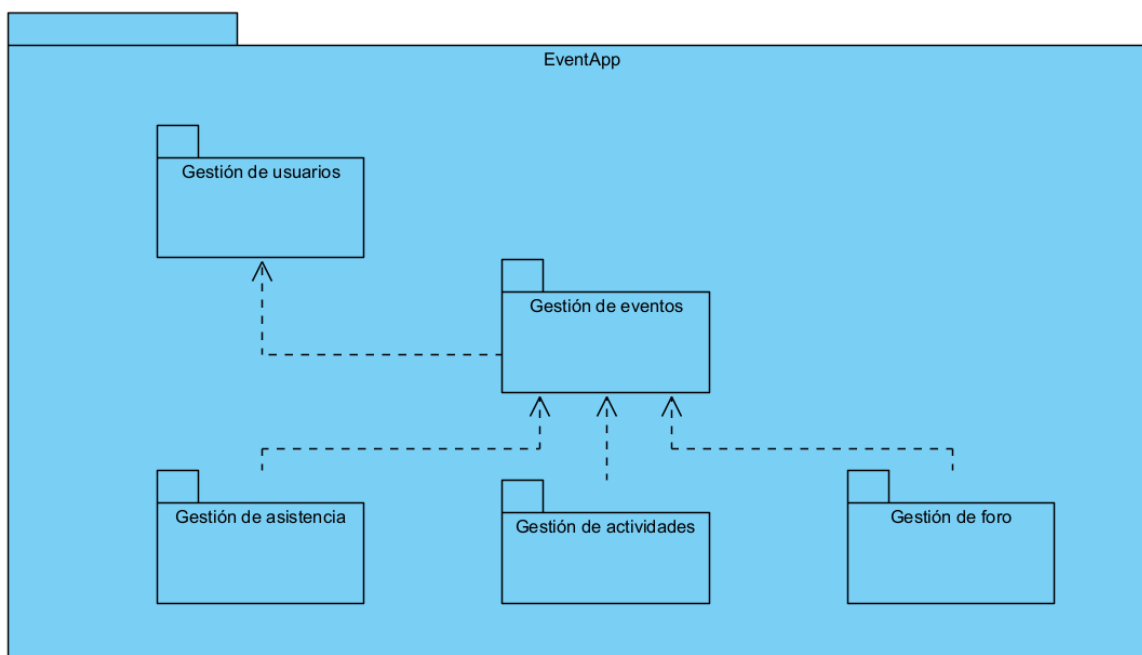 EventApp
Gestión de usuarios
Gestión de eventos
Gestión de asistencia
Gestión de actividades
Gestión de foro